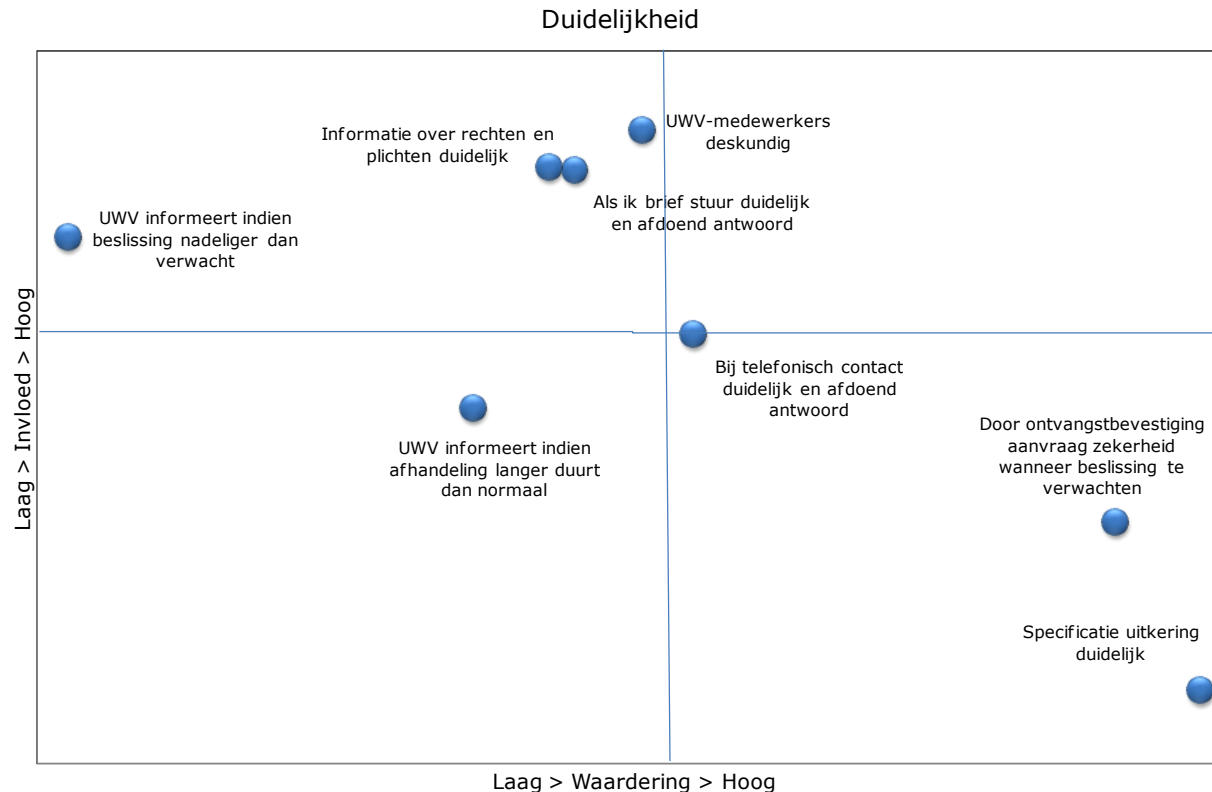 Duidelijkheid
UWV-medewerkers
deskundig
Informatie over rechten en
plichten duidelijk
Als ik brief stuur duidelijk
en afdoend antwoord
UWV informeert indien
beslissing nadeliger dan
verwacht
Bij telefonisch contact
duidelijk en afdoend
antwoord
Door ontvangstbevestiging
aanvraag zekerheid
wanneer beslissing te
verwachten
UWV informeert indien
afhandeling langer duurt
dan normaal
Specificatie uitkering
duidelijk
Laag > Invloed > Hoog
Laag > Waardering > Hoog